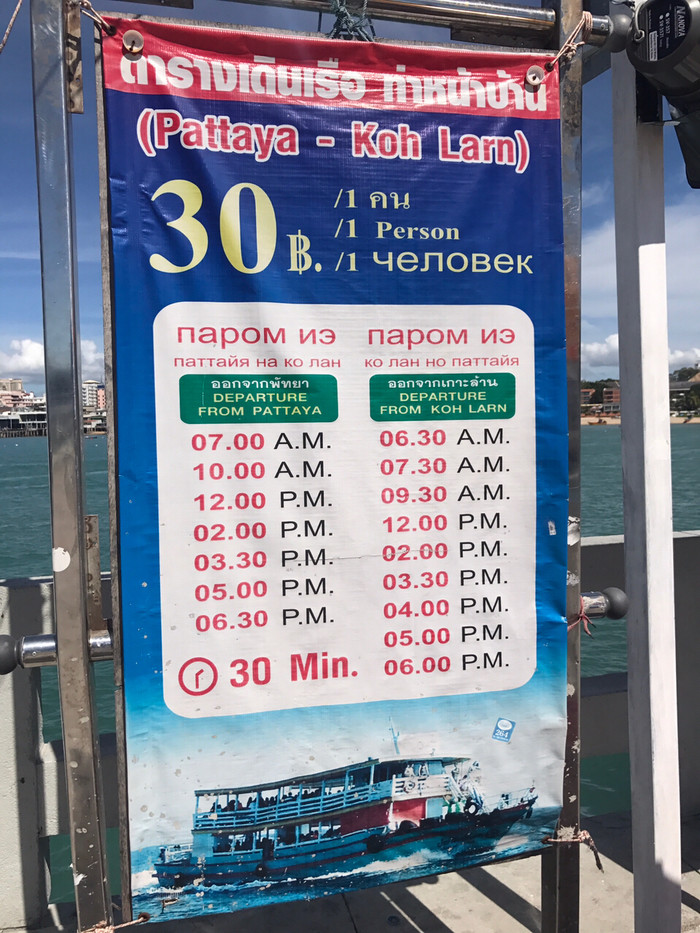 ตารางเดินเรือ ท่าหน้าบ้าน
(Pattaya - Koh Larn)
30 ฿.
/1 คน
/1 Person
/1 человек
паром иэ
паттайя на ко лан
ออกจากพัทยา
DEPARTURE
FROM PATTAYA
07.00 A.M.
10.00 A.M.
12.00 P.M.
02.00 P.M.
03.30 P.M.
05.00 P.M.
06.30 P.M.
30 Min.
паром иэ
ко лан но паттайя
ออกจากเกาะล้าน
DEPARTURE
FROM KOH LARN
06.30 A.M.
07.30 A.M.
09.30 A.M.
12.00 P.M.
02.00 P.M.
03.30 P.M.
04.00 P.M.
05.00 P.M.
06.00 P.M.
264